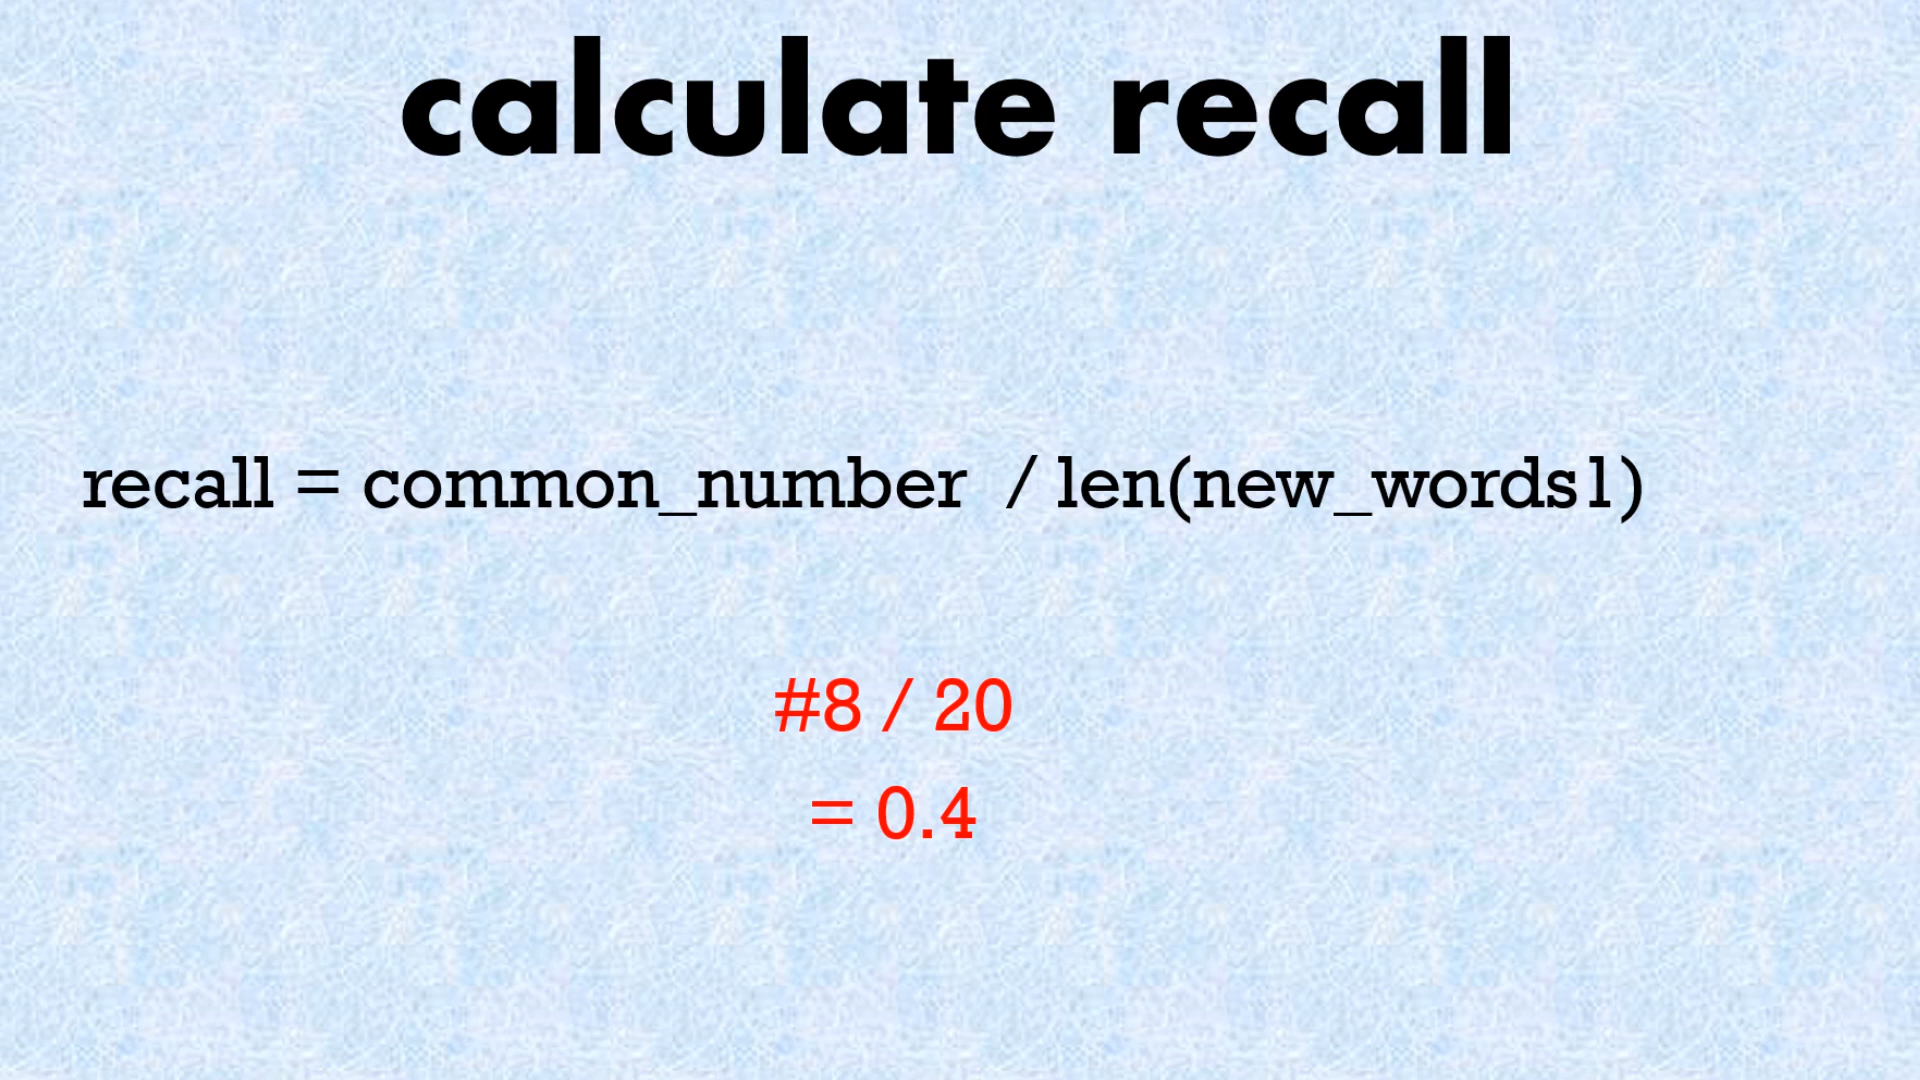 calculate recall
recall = common_number / len(new_words1)
#8 / 20
= 0.4